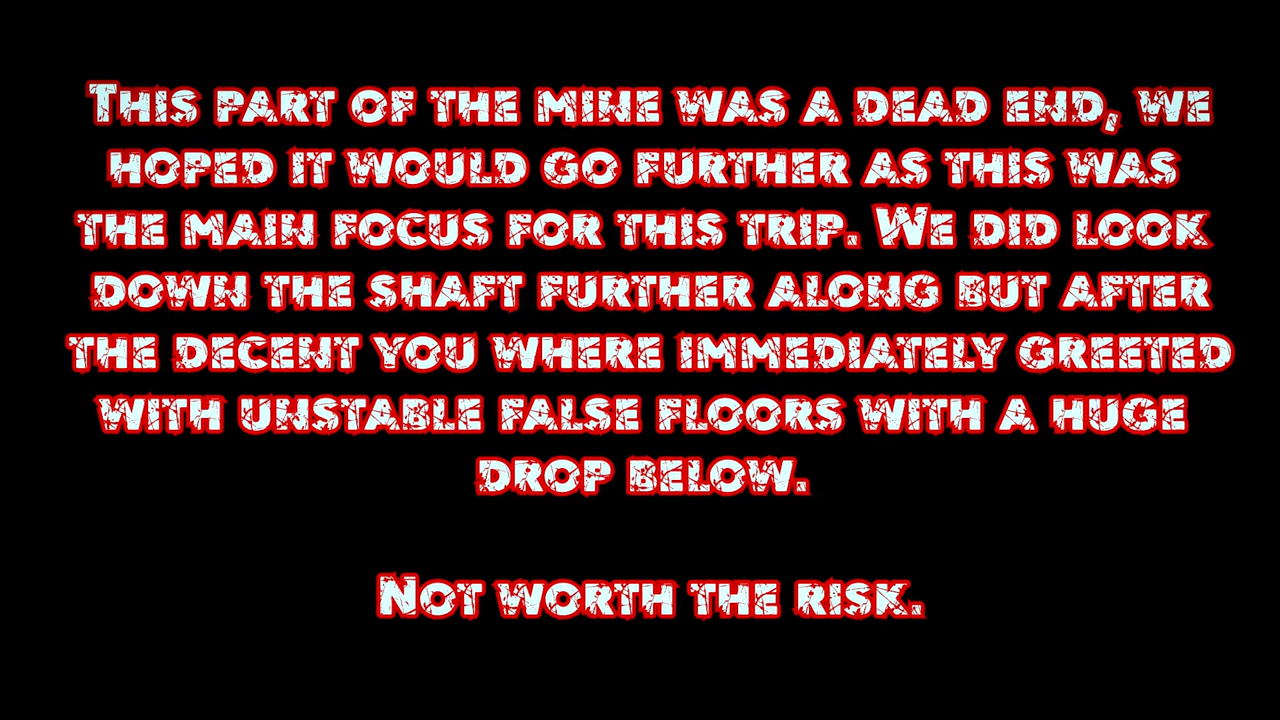 This part of the mine was a dead end, we
hoped it would go further as this was
the main focus for this trip. We did look
down the shaft further along but after
the decent you where immediately greeted
with unstable false floors with a huge
drop below.
Not worth the risk.